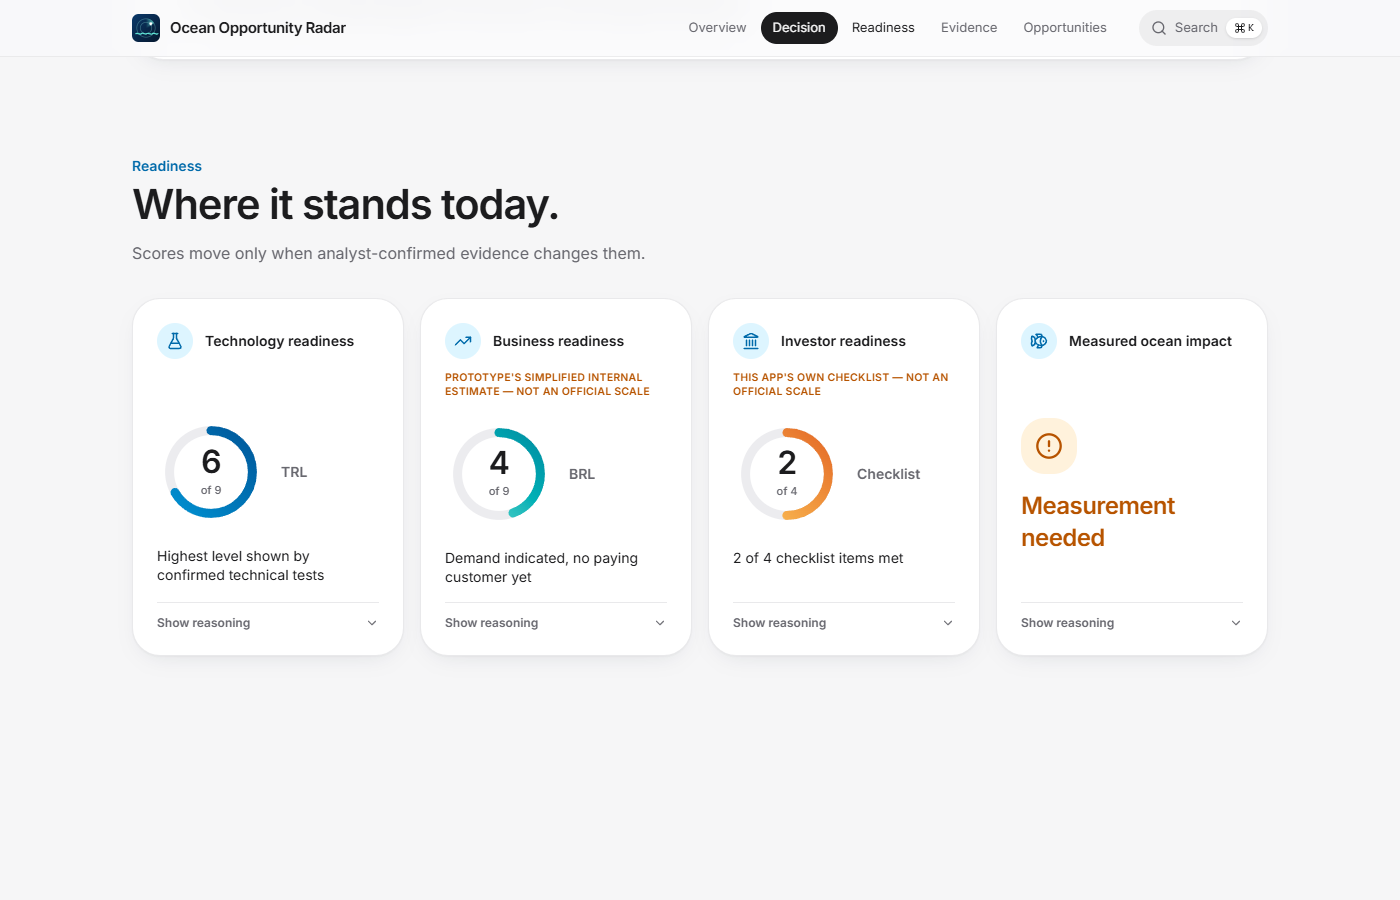 Ocean Opportunity Radar
Overview
Decision
Readiness
Evidence
Opportunities
Search
⌘ K
Readiness
Where it stands today.
Scores move only when analyst-confirmed evidence changes them.
Technology readiness
6
of 9
TRL
Highest level shown by
confirmed technical tests
Show reasoning
Business readiness
PROTOTYPE'S SIMPLIFIED INTERNAL
ESTIMATE — NOT AN OFFICIAL SCALE
4
of 9
BRL
Demand indicated, no paying
customer yet
Show reasoning
Investor readiness
THIS APP'S OWN CHECKLIST — NOT AN
OFFICIAL SCALE
2
of 4
Checklist
2 of 4 checklist items met
Show reasoning
Measured ocean impact
Measurement
needed
Show reasoning